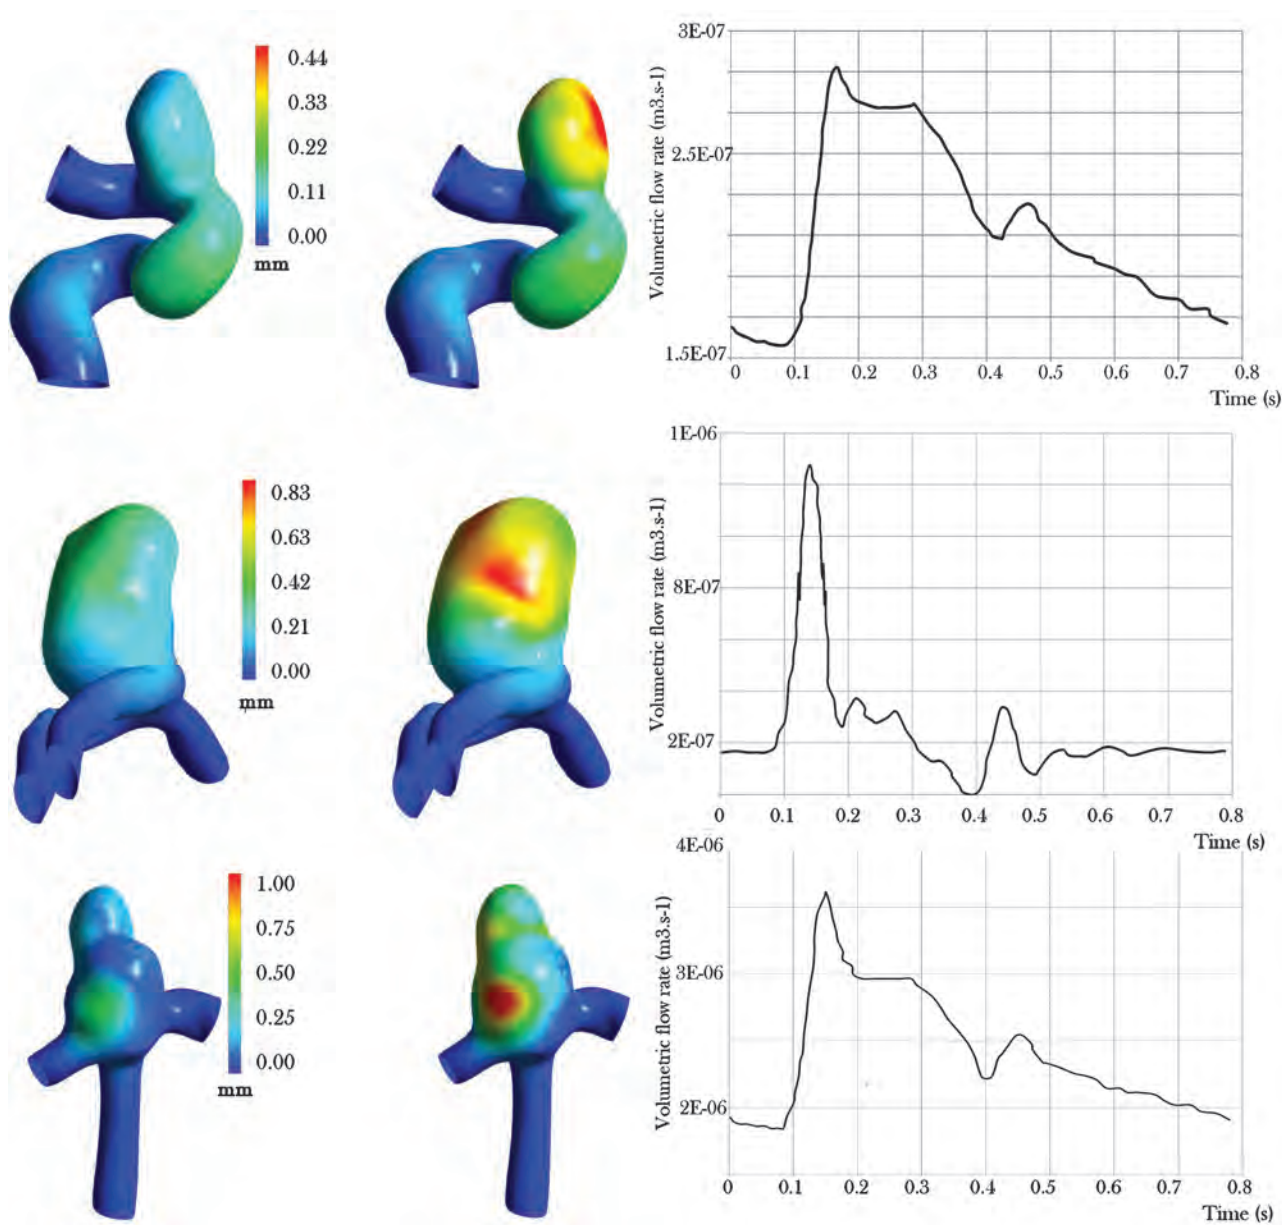 0.44
0.33
0.22
0.11
0.00
mm
Volumetric flow rate (m3.s-1)
3E-07
2.5E-07
1.5E-07
0 0.1 0.2 0.3 0.4 0.5 0.6 0.7 0.8
Time (s)
0.83
0.63
0.42
0.21
0.00
mm
Volumetric flow rate (m3.s-1)
1E-06
8E-07
2E-07
0 0.1 0.2 0.3 0.4 0.5 0.6 0.7 0.8
Time (s)
1.00
0.75
0.50
0.25
0.00
mm
Volumetric flow rate (m3.s-1)
4E-06
3E-06
2E-06
0 0.1 0.2 0.3 0.4 0.5 0.6 0.7 0.8
Time (s)